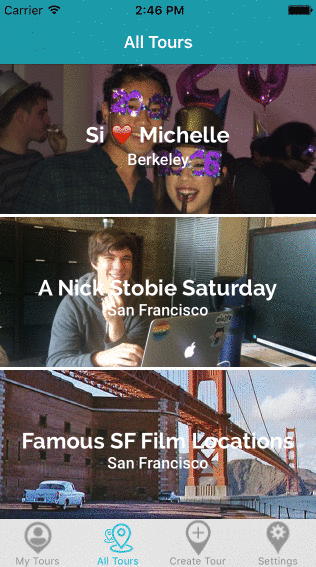 Carrier 2:46 PM
All Tours
Si ❤️ Michelle
Berkeley
A Nick Stobie Saturday
San Francisco
Famous SF Film Locations
San Francisco
My Tours All Tours Create Tour Settings